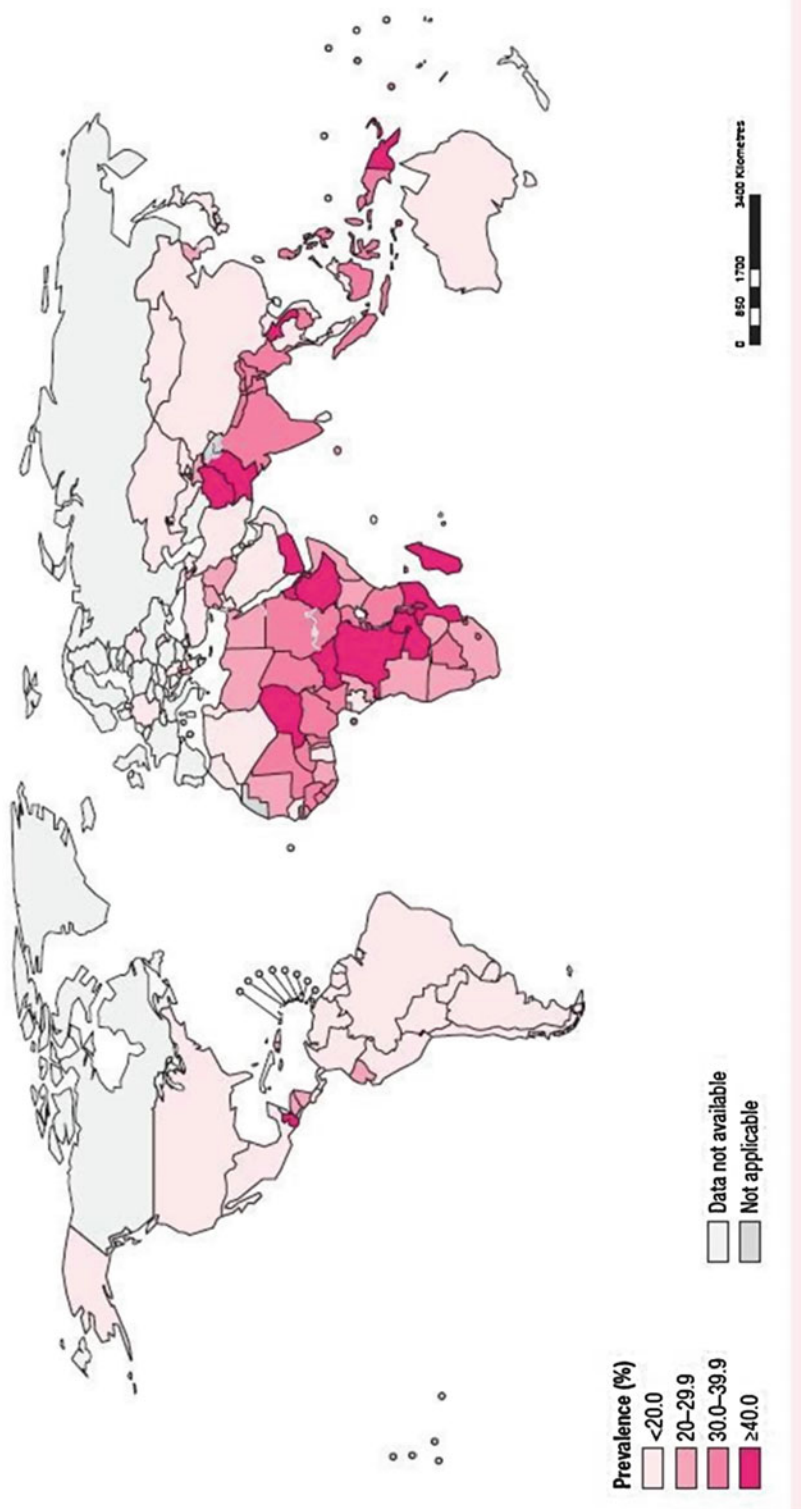 Prevalence (%)
<20.0
20–29.9
30.0–39.9
≥40.0
Data not available
Not applicable
0 850 1700 3400 Kilometres